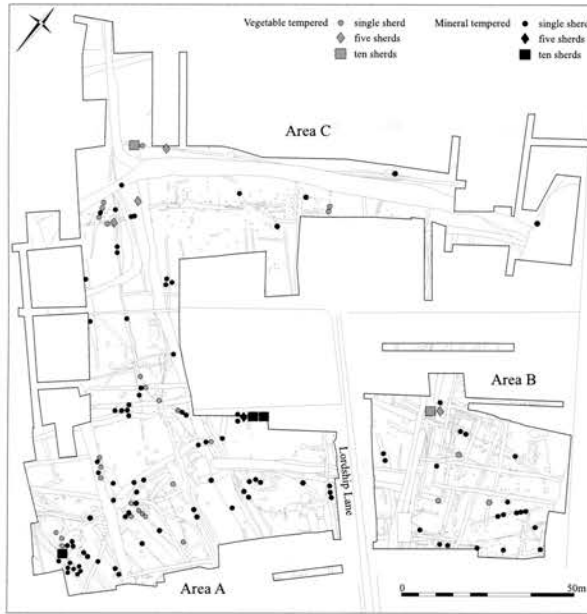 Vegetable tempered single sherd Mineral tempered single sherd
five sherds five sherds
ten sherds ten sherds
Area C
Area B
Lordship Lane
Area A
0 50m